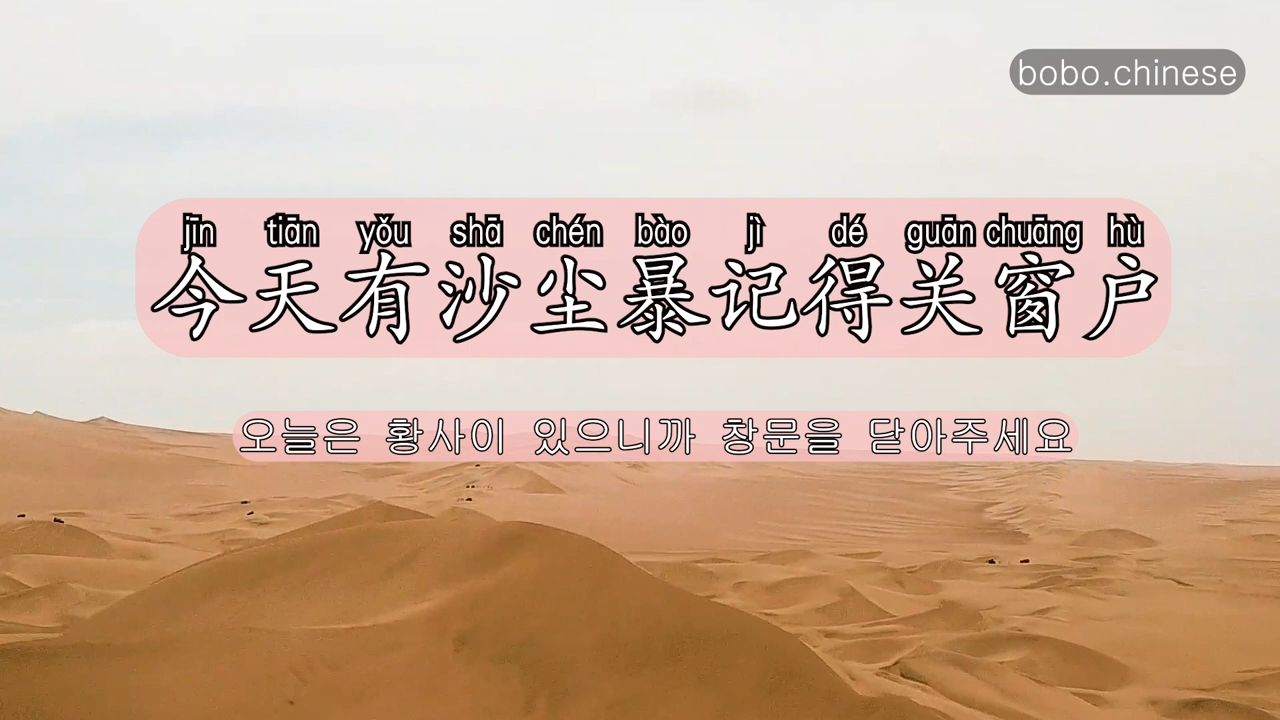 bobo.chinese
jīn tiān yǒu shā chén bào jì dé guān chuāng hù
今天有沙尘暴记得关窗户
오늘은 황사이 있으니까 창문을 닫아주세요